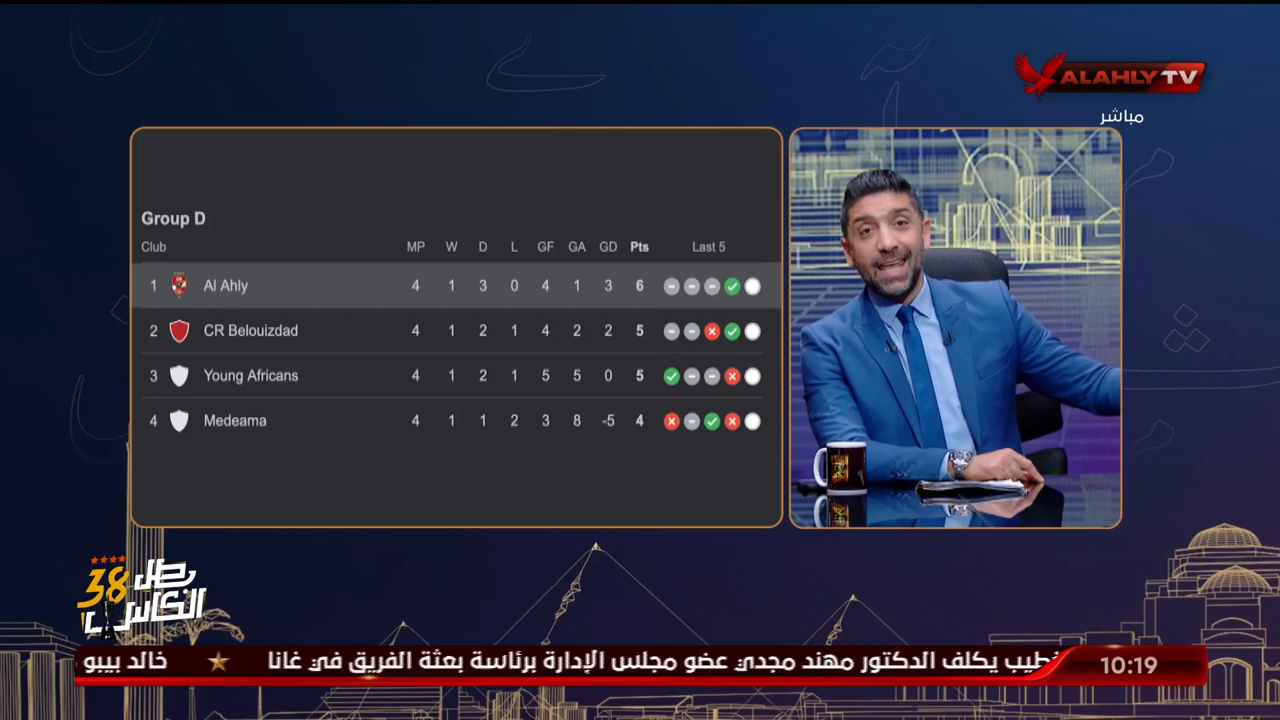 ALAHLY TV
مباشر
Group D
Club MP W D L GF GA GD Pts Last 5
1 Al Ahly 4 1 3 0 4 1 3 6
2 CR Belouizdad 4 1 2 1 4 2 2 5
3 Young Africans 4 1 2 1 5 5 0 5
4 Medeama 4 1 1 2 3 8 -5 4
بطل
الكاس 38
خطيب يكلف الدكتور مهند مجدي عضو مجلس الإدارة برئاسة بعثة الفريق في غانا ★ خالد بيبو
10:19